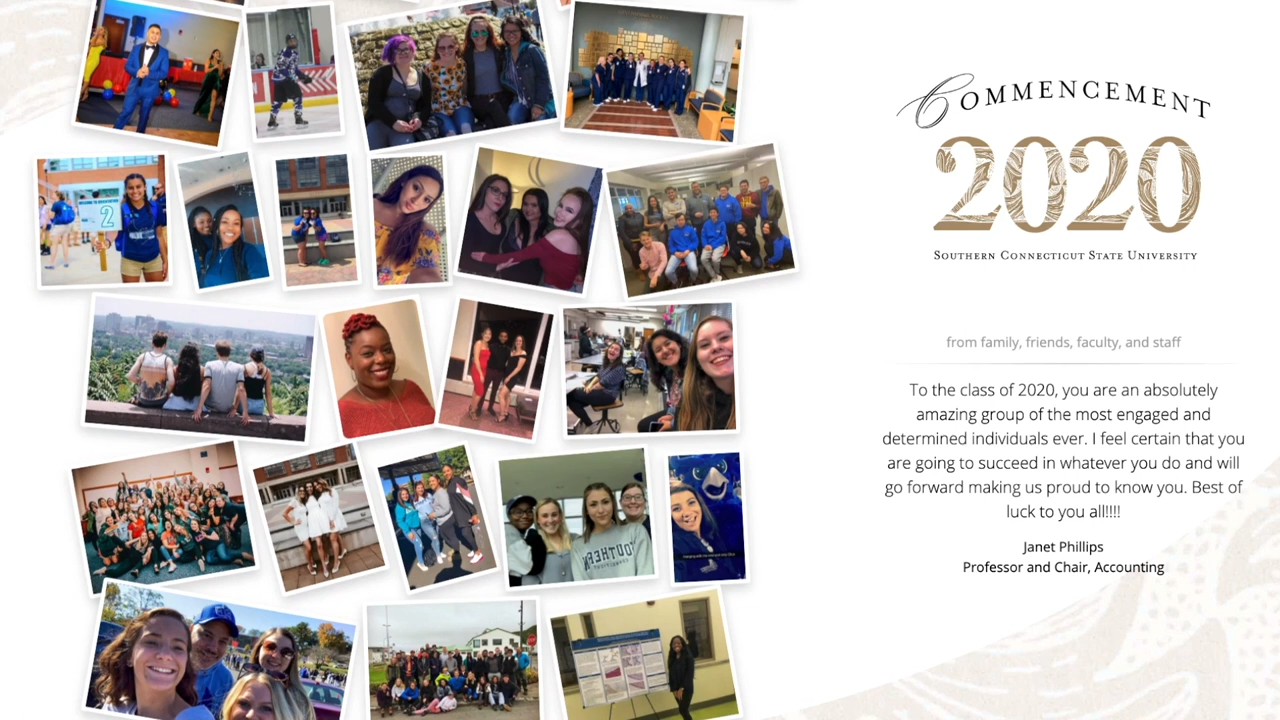 COMMENCEMENT
2020
SOUTHERN CONNECTICUT STATE UNIVERSITY
from family, friends, faculty, and staff
To the class of 2020, you are an absolutely
amazing group of the most engaged and
determined individuals ever. I feel certain that you
are going to succeed in whatever you do and will
go forward making us proud to know you. Best of
luck to you all!!!!
Janet Phillips
Professor and Chair, Accounting
2
SOUTHERN